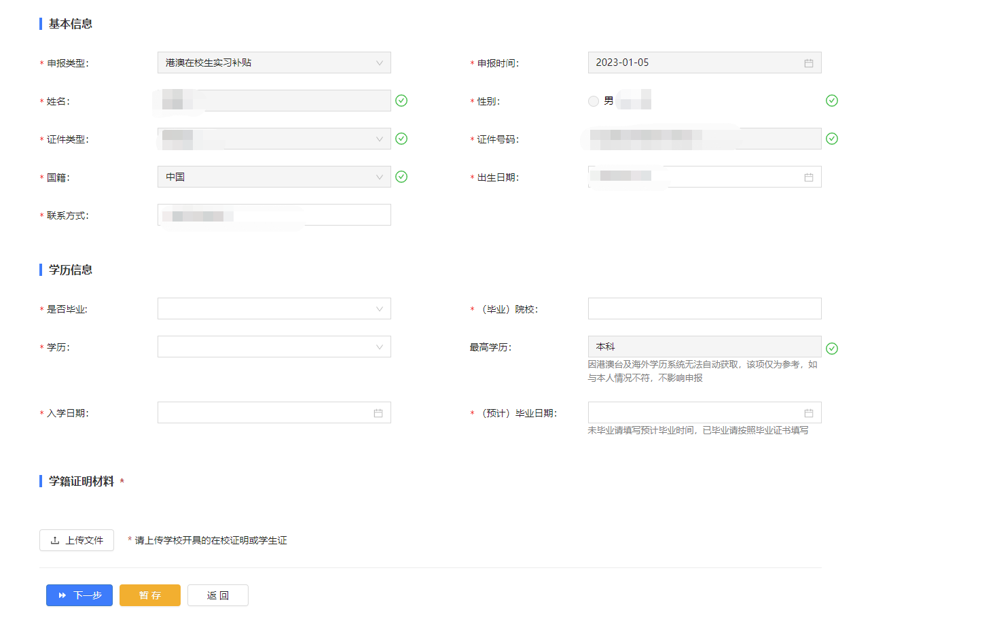 基本信息
* 申报类型: 港澳在校生实习补贴 * 申报时间: 2023-01-05
* 姓名: * 性别: 男
* 证件类型: * 证件号码:
* 国籍: 中国 * 出生日期:
* 联系方式:
学历信息
* 是否毕业: * （毕业）院校:
* 学历: 最高学历: 本科
因港澳台及海外学历系统无法自动获取，该项仅为参考，如
与本人情况不符，不影响申报
* 入学日期: * （预计）毕业日期:
未毕业请填写预计毕业时间，已毕业请按照毕业证书填写
学籍证明材料 *
上传文件 * 请上传学校开具的在校证明或学生证
下一步 暂 存 返 回